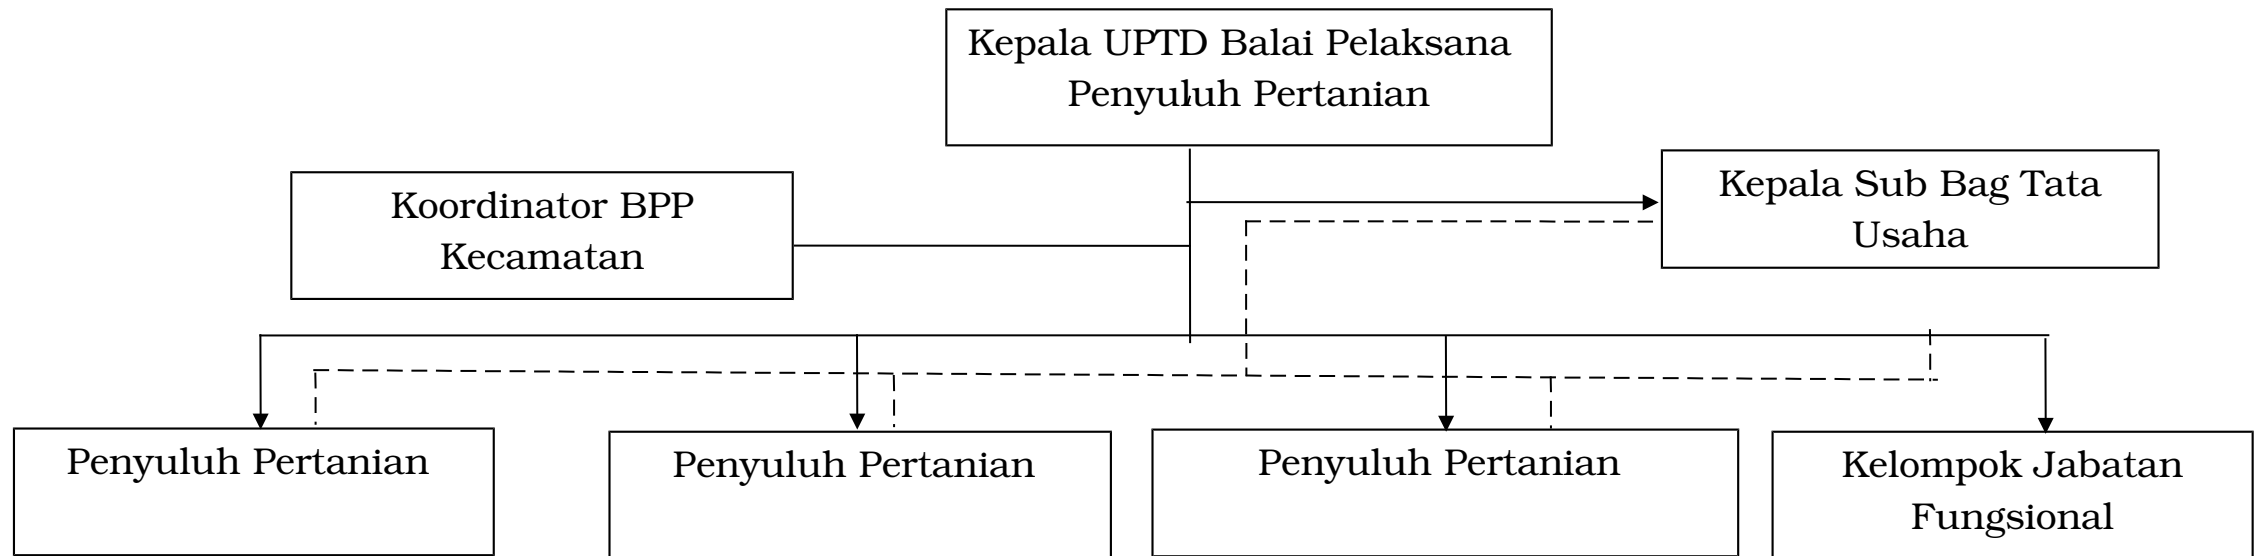 Kepala UPTD Balai Pelaksana
Penyuluh Pertanian
Kepala Sub Bag Tata
Usaha
Koordinator BPP
Kecamatan
Penyuluh Pertanian
Penyuluh Pertanian
Penyuluh Pertanian
Kelompok Jabatan
Fungsional